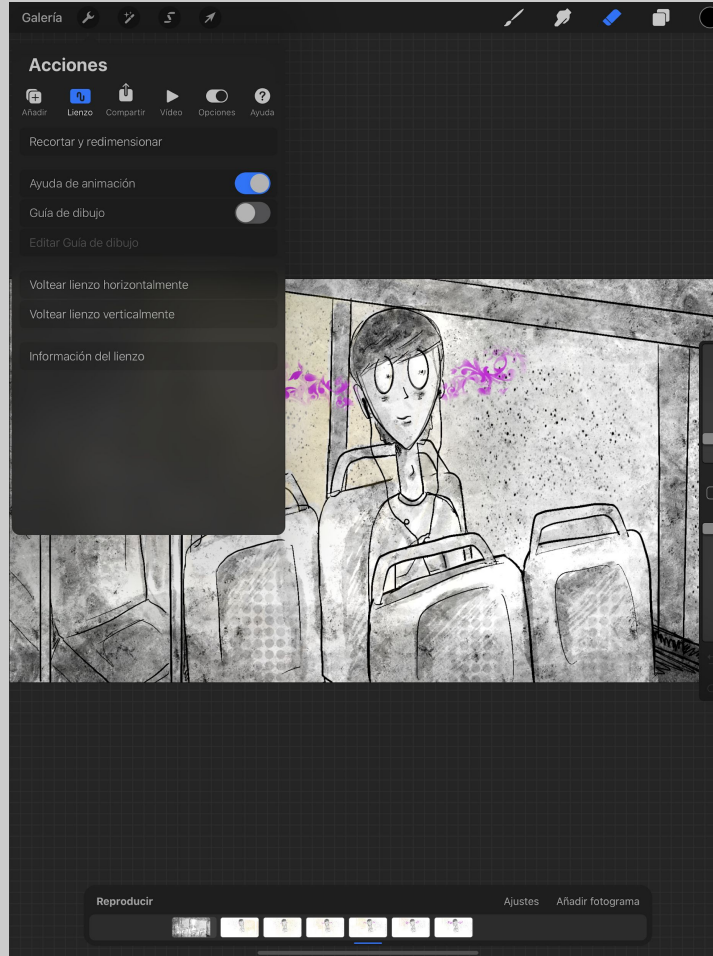 Galería
Acciones
Añadir Lienzo Compartir Vídeo Opciones Ayuda
Recortar y redimensionar
Ayuda de animación
Guía de dibujo
Editar Guía de dibujo
Voltear lienzo horizontalmente
Voltear lienzo verticalmente
Información del lienzo
Reproducir Ajustes Añadir fotograma